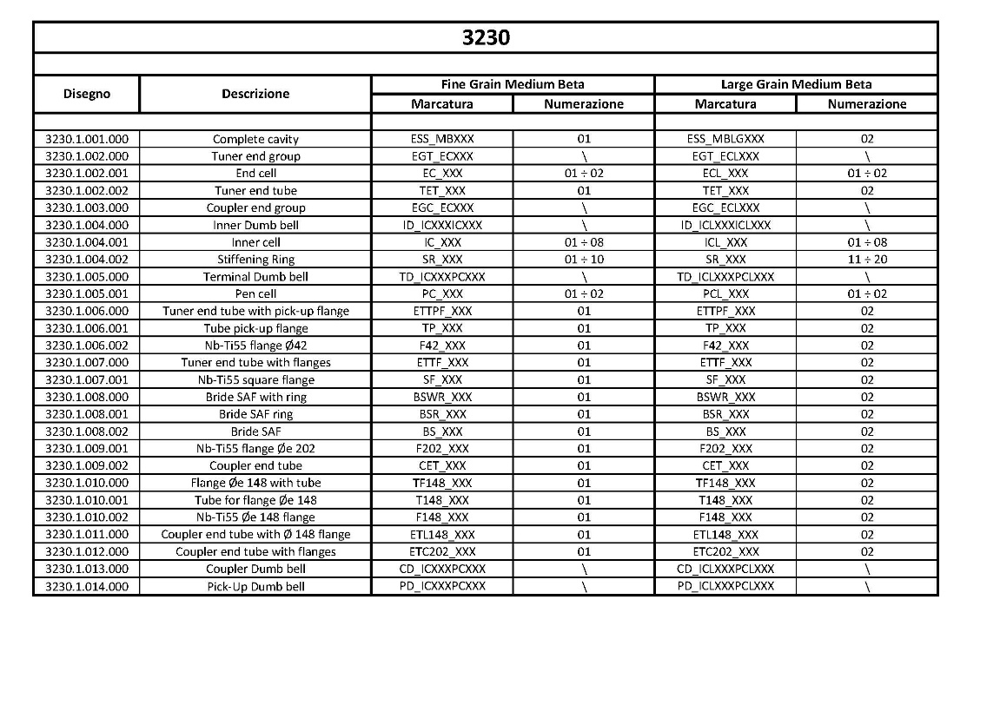 3230
Disegno Descrizione Fine Grain Medium Beta Large Grain Medium Beta
Marcatura Numerazione Marcatura Numerazione
3230.1.001.000 Complete cavity ESS_MBXXX 01 ESS_MBLGXXX 02
3230.1.002.000 Tuner end group EGT_ECXXX \ EGT_ECLXXX \
3230.1.002.001 End cell EC_XXX 01 ÷ 02 ECL_XXX 01 ÷ 02
3230.1.002.002 Tuner end tube TET_XXX 01 TET_XXX 02
3230.1.003.000 Coupler end group EGC_ECXXX \ EGC_ECLXXX \
3230.1.004.000 Inner Dumb bell ID_ICXXXICXXX \ ID_ICLXXXICLXXX \
3230.1.004.001 Inner cell IC_XXX 01 ÷ 08 ICL_XXX 01 ÷ 08
3230.1.004.002 Stiffening Ring SR_XXX 01 ÷ 10 SR_XXX 11 ÷ 20
3230.1.005.000 Terminal Dumb bell TD_ICXXXPCXXX \ TD_ICLXXXPCLXXX \
3230.1.005.001 Pen cell PC_XXX 01 ÷ 02 PCL_XXX 01 ÷ 02
3230.1.006.000 Tuner end tube with pick-up flange ETTPF_XXX 01 ETTPF_XXX 02
3230.1.006.001 Tube pick-up flange TP_XXX 01 TP_XXX 02
3230.1.006.002 Nb-Ti55 flange Ø42 F42_XXX 01 F42_XXX 02
3230.1.007.000 Tuner end tube with flanges ETTF_XXX 01 ETTF_XXX 02
3230.1.007.001 Nb-Ti55 square flange SF_XXX 01 SF_XXX 02
3230.1.008.000 Bride SAF with ring BSWR_XXX 01 BSWR_XXX 02
3230.1.008.001 Bride SAF ring BSR_XXX 01 BSR_XXX 02
3230.1.008.002 Bride SAF BS_XXX 01 BS_XXX 02
3230.1.009.001 Nb-Ti55 flange Øe 202 F202_XXX 01 F202_XXX 02
3230.1.009.002 Coupler end tube CET_XXX 01 CET_XXX 02
3230.1.010.000 Flange Øe 148 with tube TF148_XXX 01 TF148_XXX 02
3230.1.010.001 Tube for flange Øe 148 T148_XXX 01 T148_XXX 02
3230.1.010.002 Nb-Ti55 Øe 148 flange F148_XXX 01 F148_XXX 02
3230.1.011.000 Coupler end tube with Ø 148 flange ETL148_XXX 01 ETL148_XXX 02
3230.1.012.000 Coupler end tube with flanges ETC202_XXX 01 ETC202_XXX 02
3230.1.013.000 Coupler Dumb bell CD_ICXXXPCXXX \ CD_ICLXXXPCLXXX \
3230.1.014.000 Pick-Up Dumb bell PD_ICXXXPCXXX \ PD_ICLXXXPCLXXX \